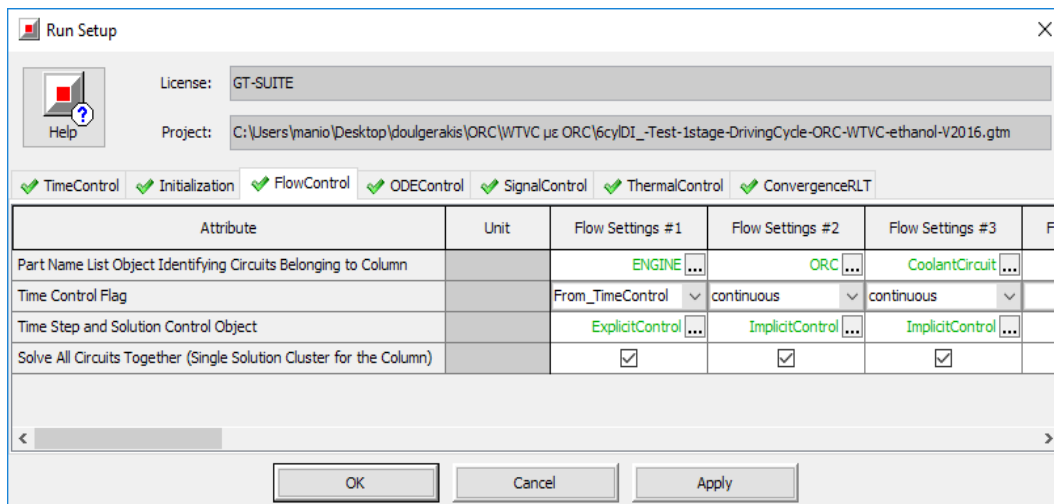 Run Setup
License: GT-SUITE
Help
Project: C:\Users\manio\Desktop\doulgerakis\ORC\WTVC με ORC\6cylDI_-Test-1stage-DrivingCycle-ORC-WTVC-ethanol-V2016.gtm
TimeControl Initialization FlowControl ODEControl SignalControl ThermalControl ConvergenceRLT
Attribute Unit Flow Settings #1 Flow Settings #2 Flow Settings #3 F
Part Name List Object Identifying Circuits Belonging to Column ENGINE ... ORC ... CoolantCircuit ...
Time Control Flag From_TimeControl continuous continuous
Time Step and Solution Control Object ExplicitControl ... ImplicitControl ... ImplicitControl ...
Solve All Circuits Together (Single Solution Cluster for the Column)
OK Cancel Apply